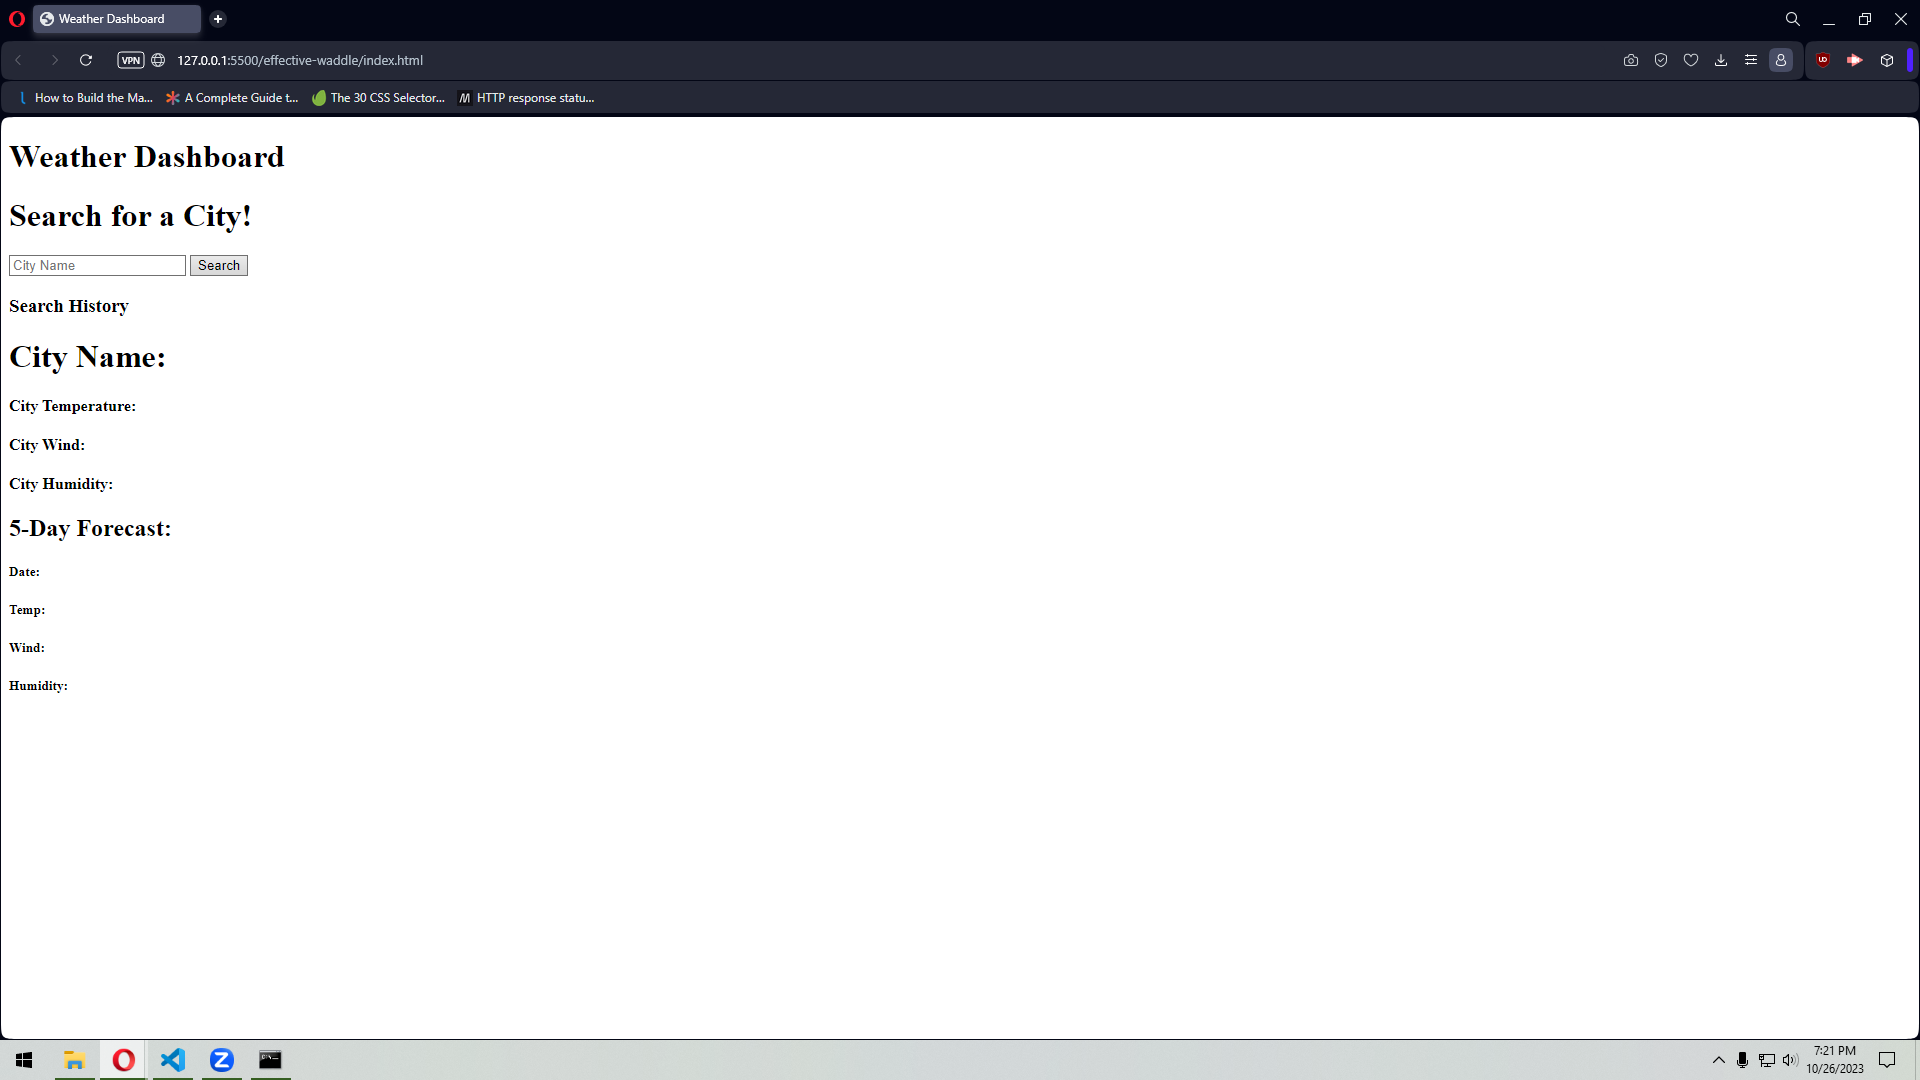 Weather Dashboard
VPN 127.0.0.1:5500/effective-waddle/index.html
How to Build the Ma... A Complete Guide t... The 30 CSS Selector... HTTP response statu...
Weather Dashboard
Search for a City!
City Name Search
Search History
City Name:
City Temperature:
City Wind:
City Humidity:
5-Day Forecast:
Date:
Temp:
Wind:
Humidity:
7:21 PM
10/26/2023